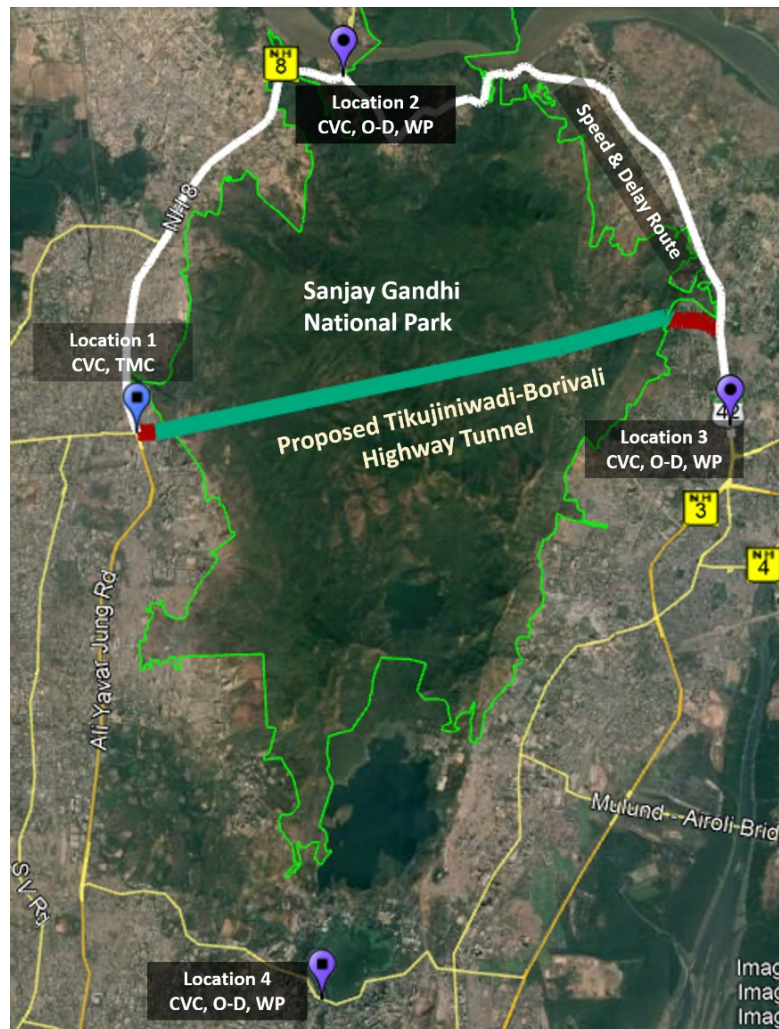 NH
8
Location 2
CVC, O-D, WP
Speed & Delay Route
NH 8
Sanjay Gandhi
National Park
Location 1
CVC, TMC
Proposed Tikujiniwadi-Borivali
Highway Tunnel
42
Location 3
CVC, O-D, WP
NH
3
NH
4
Ali Yavar Jung Rd
Mulund - Airoli Brid
S V Rd
Location 4
CVC, O-D, WP
Imag
Imag
Imag